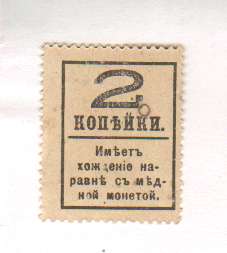 2
КОПѢЙКИ.
Имѣетъ
хожденіе на-
равнѣ съ мѣд-
ной монетой.